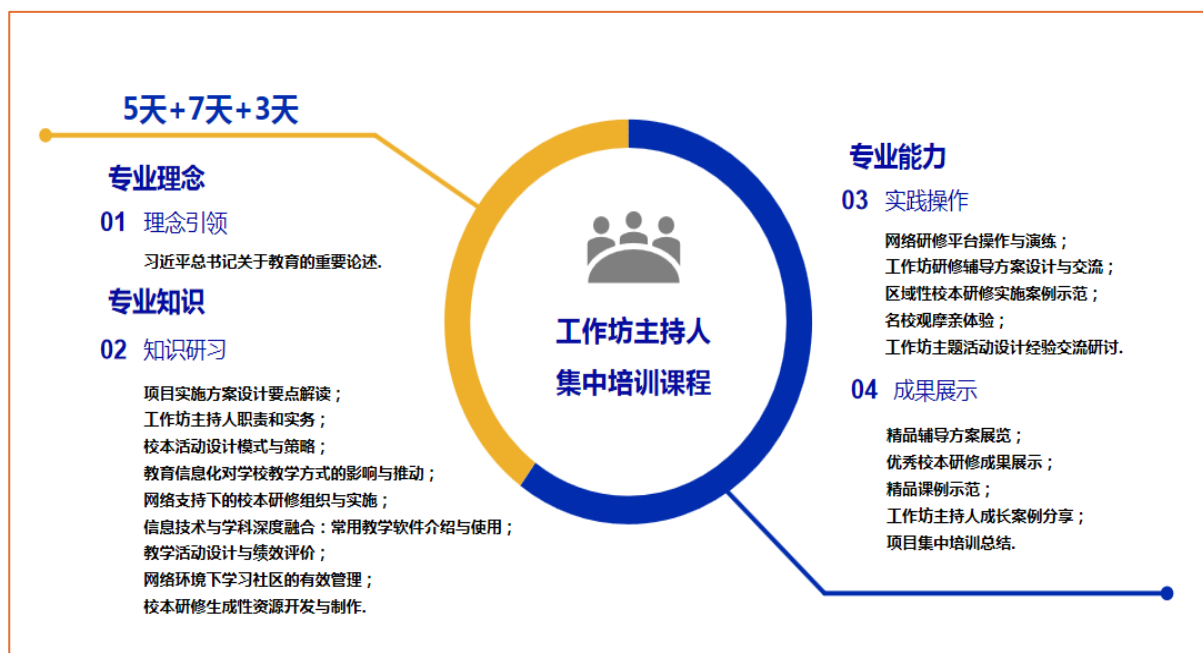 5天+7天+3天
专业理念
01 理念引领
习近平总书记关于教育的重要论述.
专业知识
02 知识研习
项目实施方案设计要点解读；
工作坊主持人职责和实务；
校本活动设计模式与策略；
教育信息化对学校教学方式的影响与推动；
网络支持下的校本研修组织与实施；
信息技术与学科深度融合：常用教学软件介绍与使用；
教学活动设计与绩效评价；
网络环境下学习社区的有效管理；
校本研修生成性资源开发与制作.
工作坊主持人
集中培训课程
专业能力
03 实践操作
网络研修平台操作与演练；
工作坊研修辅导方案设计与交流；
区域性校本研修实施案例示范；
名校观摩亲体验；
工作坊主题活动设计经验交流研讨.
04 成果展示
精品辅导方案展览；
优秀校本研修成果展示；
精品课例示范；
工作坊主持人成长案例分享；
项目集中培训总结.